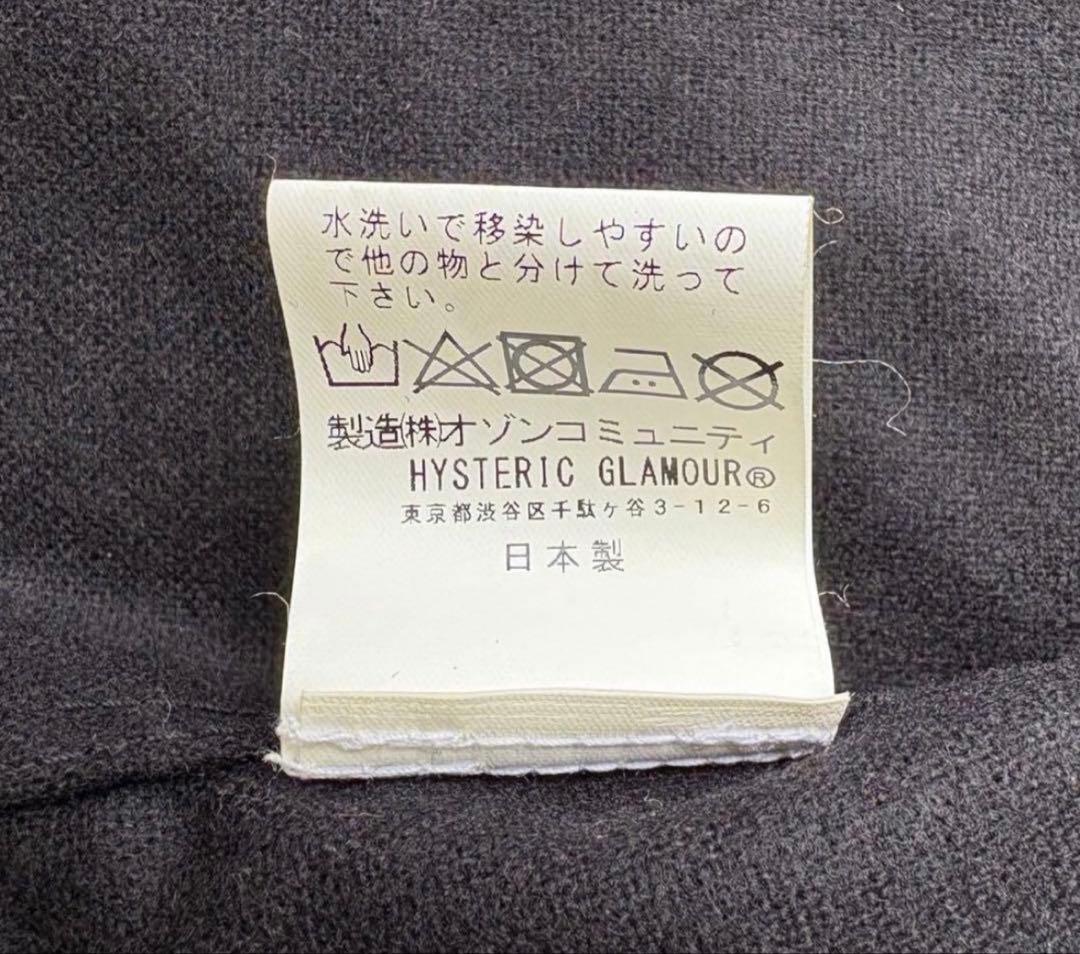 水洗いで移染しやすいの
で他の物と分けて洗って
下さい。
製造㈱オゾンコミュニティ
HYSTERIC GLAMOUR®
東京都渋谷区千駄ケ谷3-12-6
日本製